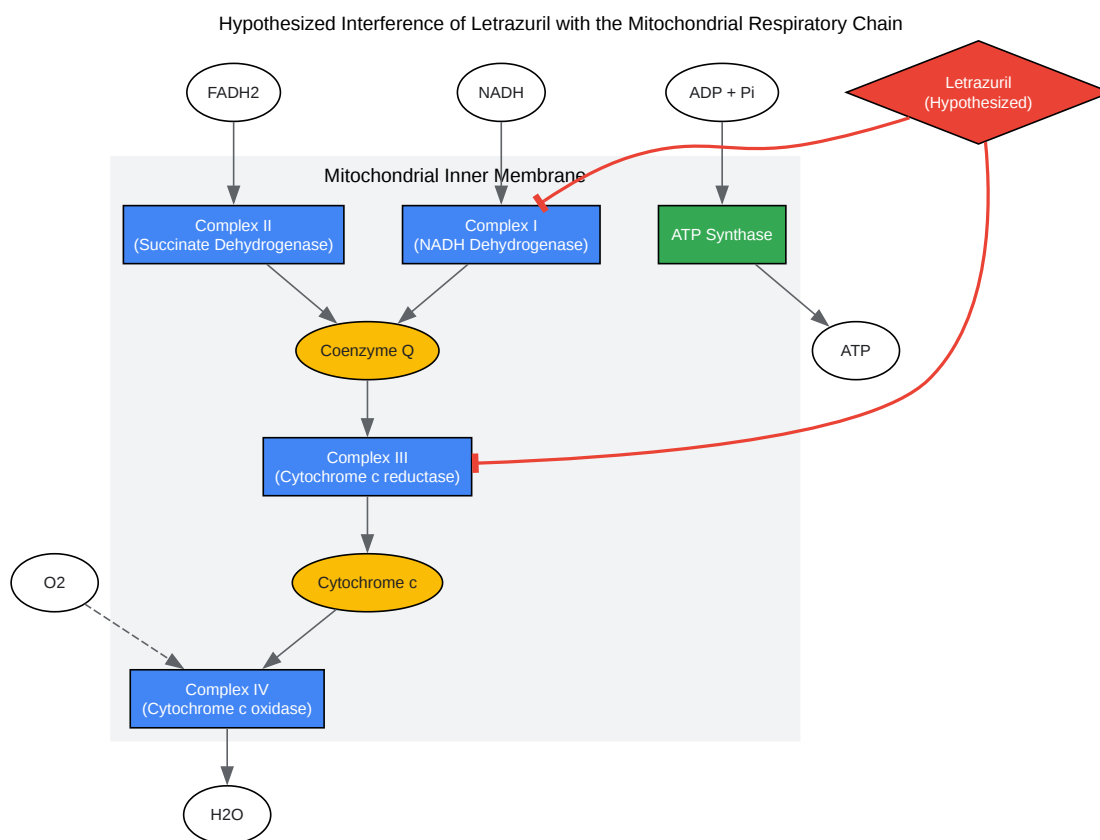 Hypothesized Interference of Letrazuril with the Mitochondrial Respiratory Chain
FADH2
NADH
ADP + Pi
Letrazuril
(Hypothesized)
Mitochondrial Inner Membrane
Complex II
(Succinate Dehydrogenase)
Complex I
(NADH Dehydrogenase)
ATP Synthase
Coenzyme Q
ATP
Complex III
(Cytochrome c reductase)
O2
Cytochrome c
Complex IV
(Cytochrome c oxidase)
H2O